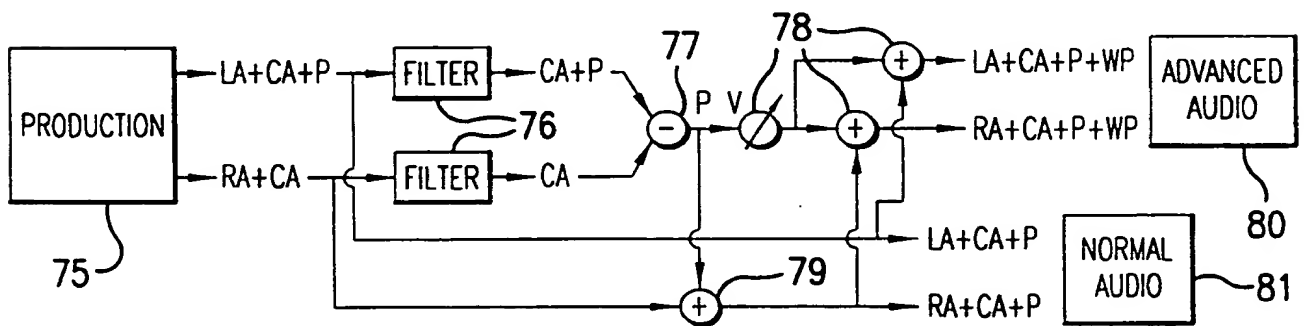 PRODUCTION
75
LA+CA+P
RA+CA
FILTER
FILTER
76
CA+P
CA
77
−
P
V
78
+
+
LA+CA+P+WP
RA+CA+P+WP
ADVANCED
AUDIO
80
LA+CA+P
79
+
RA+CA+P
NORMAL
AUDIO
81